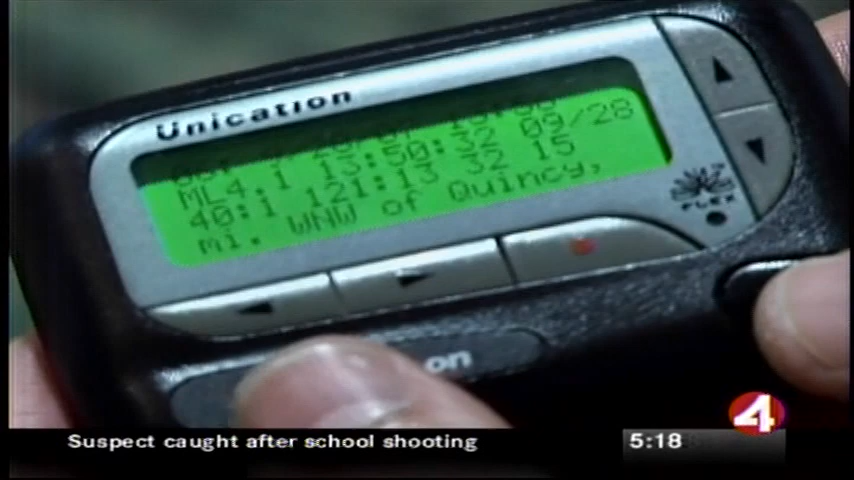 Unication
ML4.1 13:50:32 09/28
40:1 121:13 32 15
mi. WNW of Quincy,
FLEX
on
4
Suspect caught after school shooting
5:18